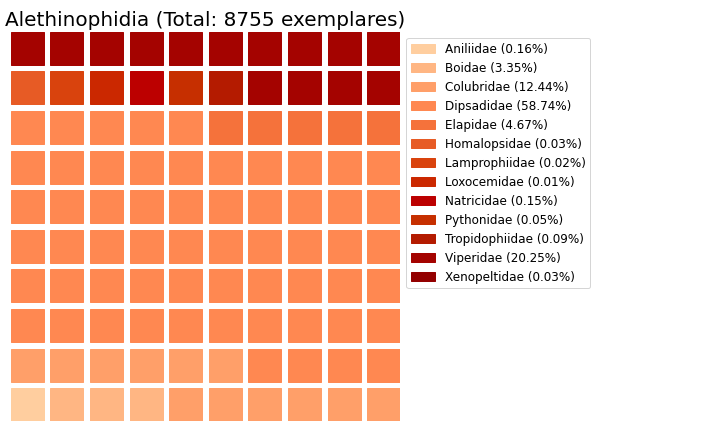 Alethinophidia (Total: 8755 exemplares)
Aniliidae (0.16%)
Boidae (3.35%)
Colubridae (12.44%)
Dipsadidae (58.74%)
Elapidae (4.67%)
Homalopsidae (0.03%)
Lamprophiidae (0.02%)
Loxocemidae (0.01%)
Natricidae (0.15%)
Pythonidae (0.05%)
Tropidophiidae (0.09%)
Viperidae (20.25%)
Xenopeltidae (0.03%)